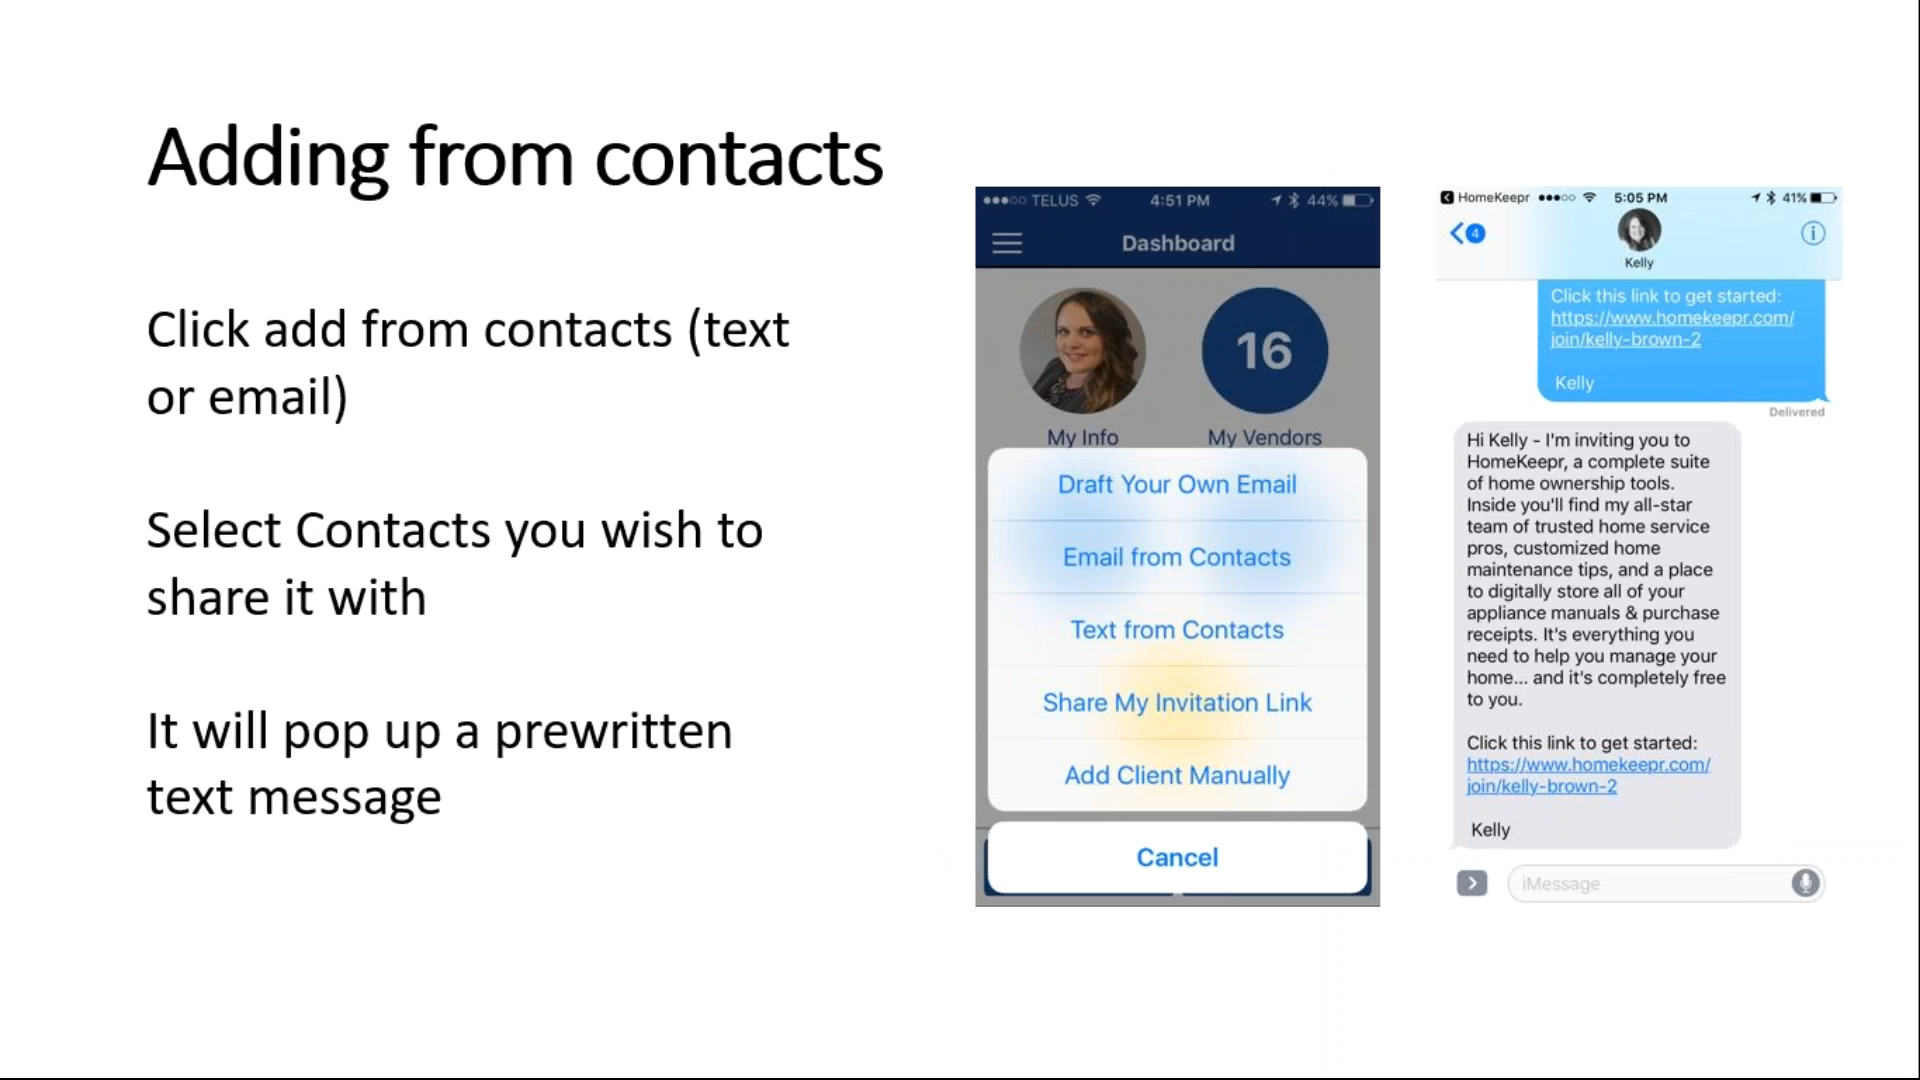 Adding from contacts
Click add from contacts (text
or email)
Select Contacts you wish to
share it with
It will pop up a prewritten
text message
TELUS 4:51 PM 44%
Dashboard
16
My Info My Vendors
Draft Your Own Email
Email from Contacts
Text from Contacts
Share My Invitation Link
Add Client Manually
Cancel
HomeKeepr 5:05 PM 41%
4
Kelly
Click this link to get started:
https://www.homekeepr.com/
join/kelly-brown-2
Kelly
Delivered
Hi Kelly - I'm inviting you to
HomeKeepr, a complete suite
of home ownership tools.
Inside you'll find my all-star
team of trusted home service
pros, customized home
maintenance tips, and a place
to digitally store all of your
appliance manuals & purchase
receipts. It's everything you
need to help you manage your
home... and it's completely free
to you.
Click this link to get started:
https://www.homekeepr.com/
join/kelly-brown-2
Kelly
iMessage